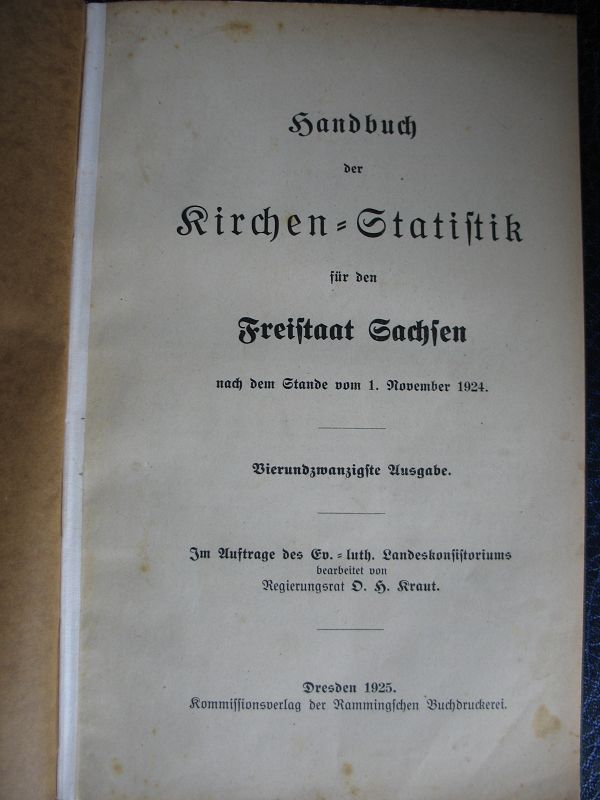 Handbuch
der
Kirchen=Statiſtik
für den
Freiſtaat Sachſen
nach dem Stande vom 1. November 1924.
Vierundzwanzigſte Ausgabe.
Im Auftrage des Ev.=luth. Landeskonſiſtoriums
bearbeitet von
Regierungsrat O. H. Kraut.
Dresden 1925.
Kommiſſionsverlag der Rammingſchen Buchdruckerei.